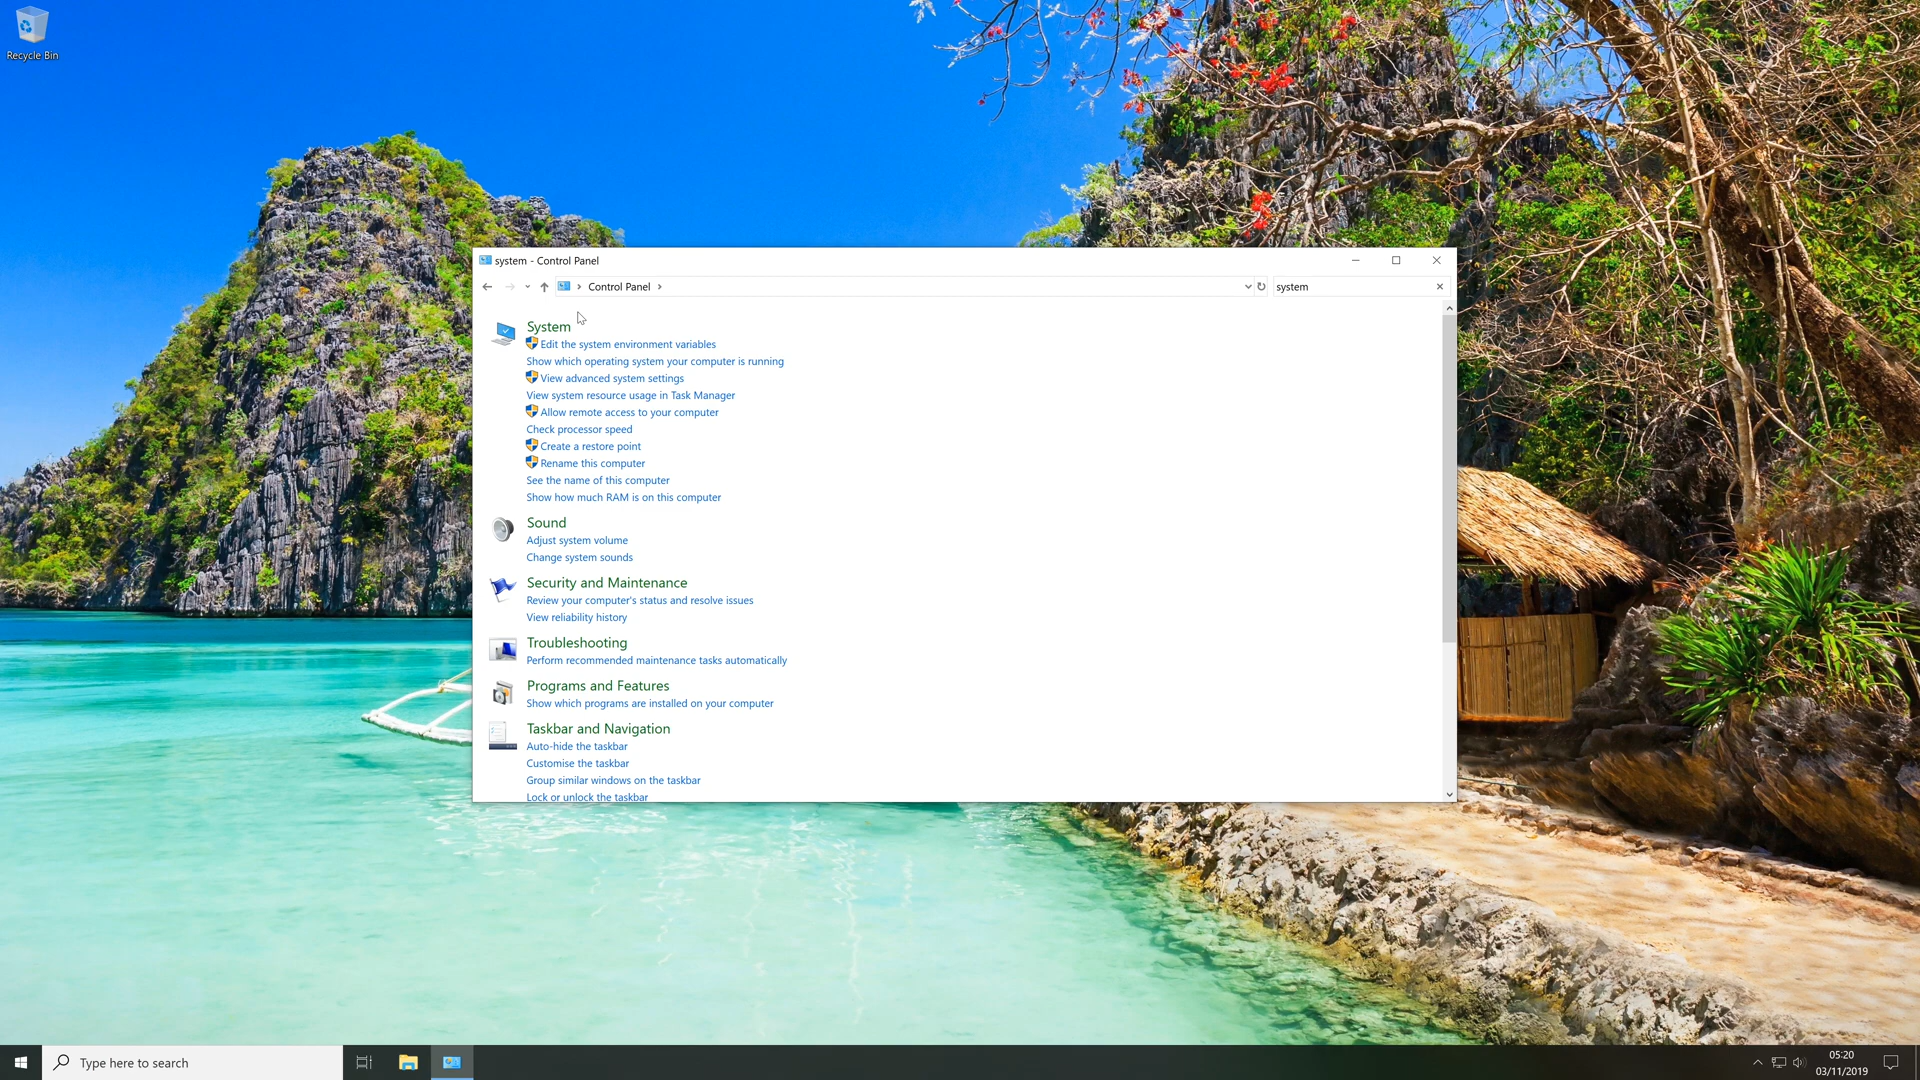 Recycle Bin
system - Control Panel
Control Panel
system
System
Edit the system environment variables
Show which operating system your computer is running
View advanced system settings
View system resource usage in Task Manager
Allow remote access to your computer
Check processor speed
Create a restore point
Rename this computer
See the name of this computer
Show how much RAM is on this computer
Sound
Adjust system volume
Change system sounds
Security and Maintenance
Review your computer's status and resolve issues
View reliability history
Troubleshooting
Perform recommended maintenance tasks automatically
Programs and Features
Show which programs are installed on your computer
Taskbar and Navigation
Auto-hide the taskbar
Customise the taskbar
Group similar windows on the taskbar
Lock or unlock the taskbar
Type here to search
05:20
03/11/2019